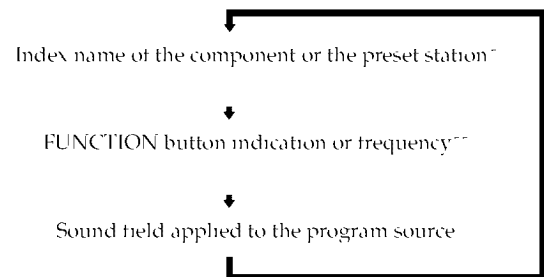 Index name of the component or the preset station*
FUNCTION button indication or frequency**
Sound field applied to the program source